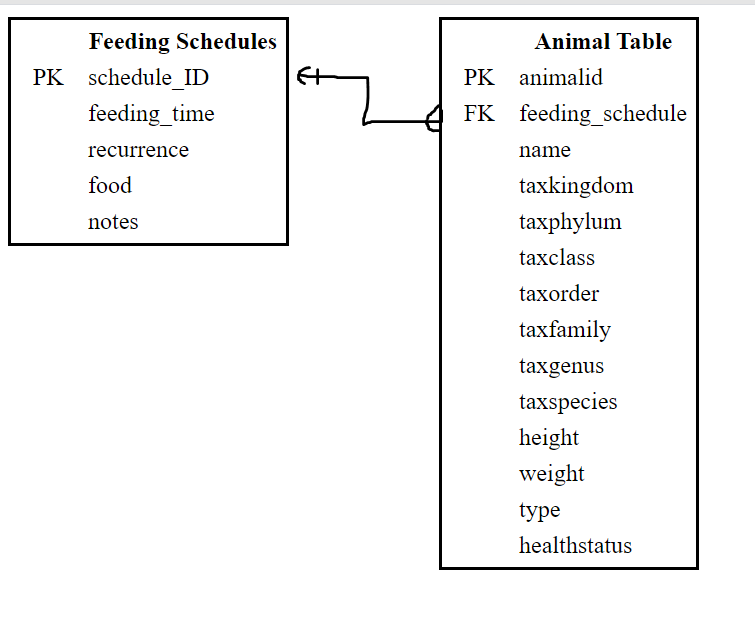 Feeding Schedules
PK schedule_ID
feeding_time
recurrence
food
notes
Animal Table
PK animalid
FK feeding_schedule
name
taxkingdom
taxphylum
taxclass
taxorder
taxfamily
taxgenus
taxspecies
height
weight
type
healthstatus